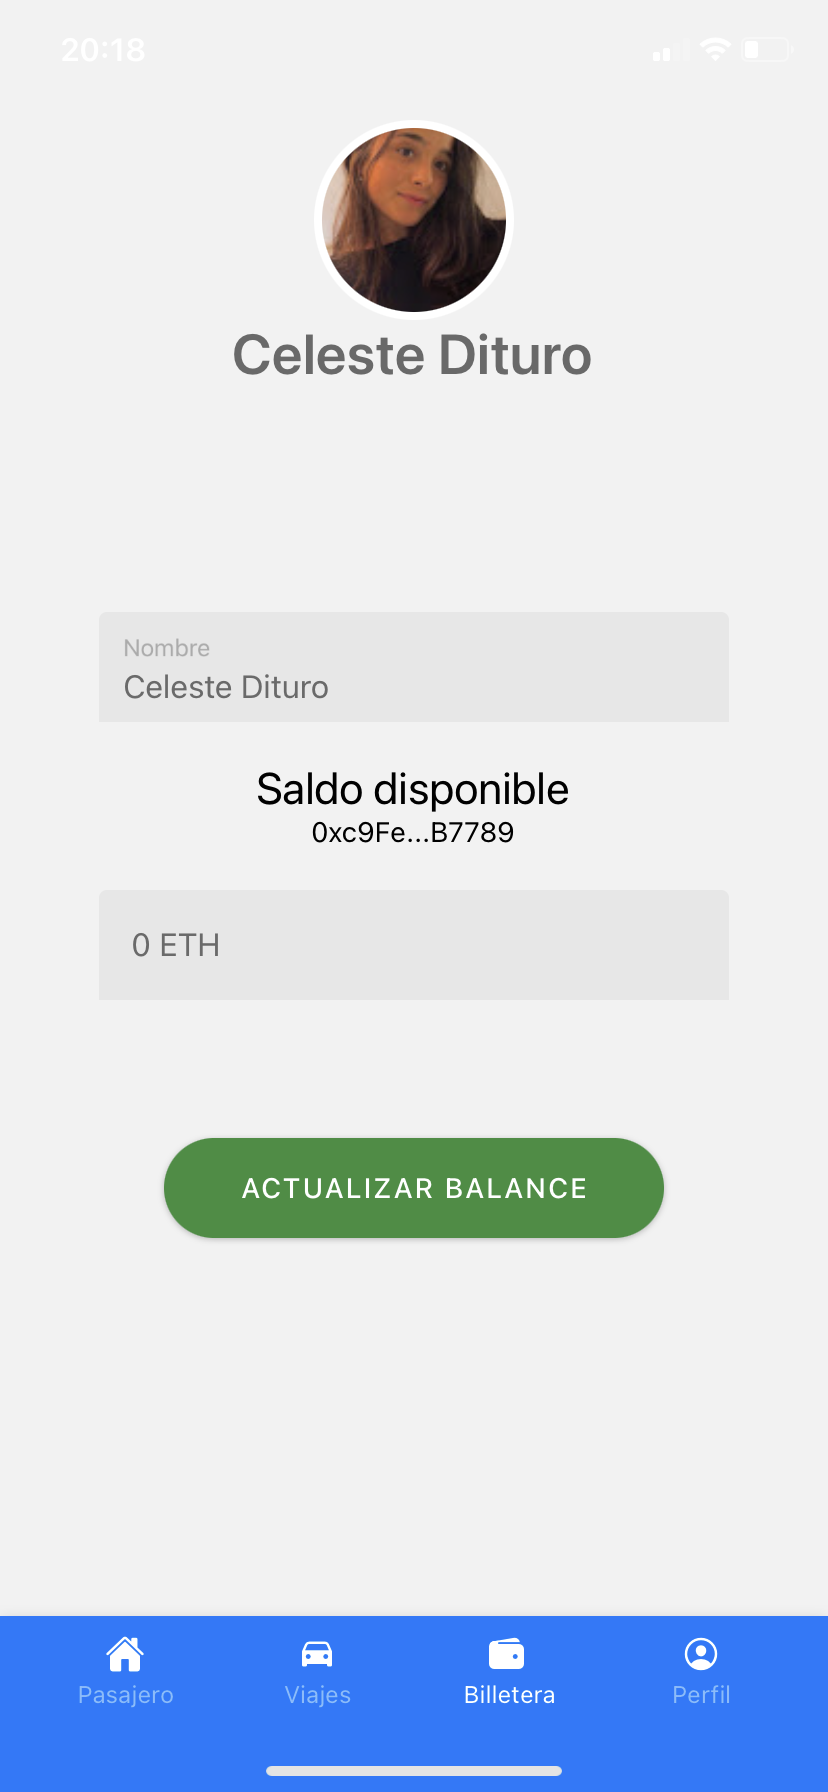 20:18
Celeste Dituro
Nombre
Celeste Dituro
Saldo disponible
0xc9Fe...B7789
0 ETH
ACTUALIZAR BALANCE
Pasajero
Viajes
Billetera
Perfil